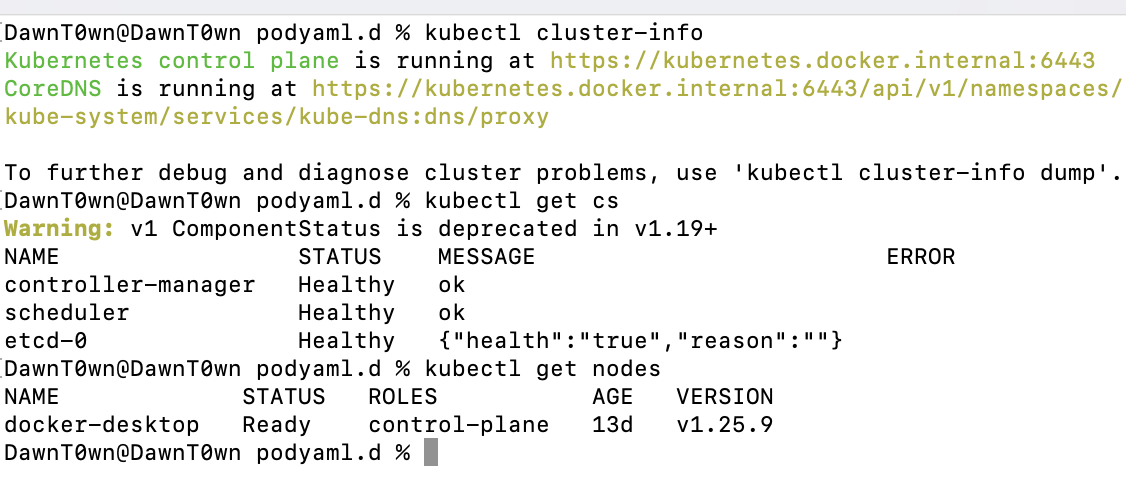 DawnT0wn@DawnT0wn podyaml.d % kubectl cluster-info
Kubernetes control plane is running at https://kubernetes.docker.internal:6443
CoreDNS is running at https://kubernetes.docker.internal:6443/api/v1/namespaces/
kube-system/services/kube-dns:dns/proxy
To further debug and diagnose cluster problems, use 'kubectl cluster-info dump'.
DawnT0wn@DawnT0wn podyaml.d % kubectl get cs
Warning: v1 ComponentStatus is deprecated in v1.19+
NAME STATUS MESSAGE ERROR
controller-manager Healthy ok
scheduler Healthy ok
etcd-0 Healthy {"health":"true","reason":""}
DawnT0wn@DawnT0wn podyaml.d % kubectl get nodes
NAME STATUS ROLES AGE VERSION
docker-desktop Ready control-plane 13d v1.25.9
DawnT0wn@DawnT0wn podyaml.d %